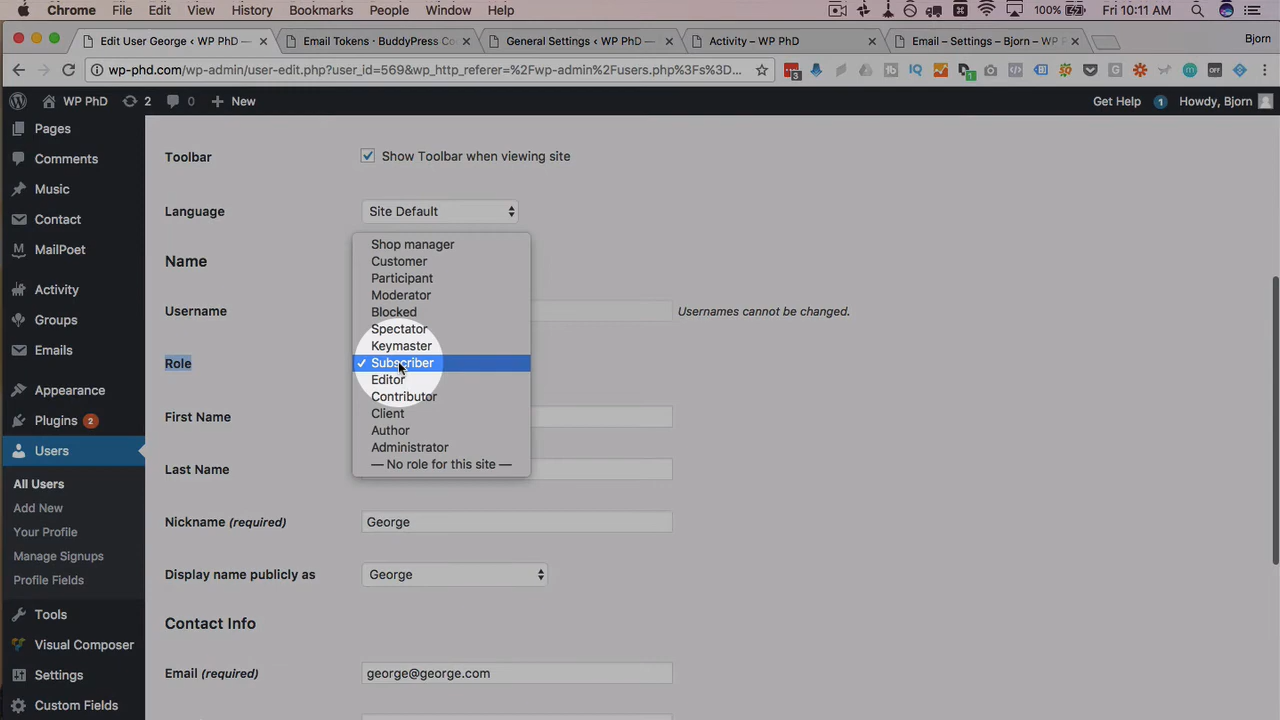 Chrome File Edit View History Bookmarks People Window Help 100% Fri 10:11 AM
Edit User George ‹ WP PhD — Email Tokens · BuddyPress C General Settings ‹ WP PhD — Activity – WP PhD Email – Settings – Bjorn – WP P Bjorn
wp-phd.com/wp-admin/user-edit.php?user_id=569&wp_http_referer=%2Fwp-admin%2Fusers.php%3Fs%3D...
WP PhD 2 0 New Get Help 1 Howdy, Bjorn
Pages
Comments
Music
Contact
MailPoet
Activity
Groups
Emails
Appearance
Plugins 2
Users
All Users
Add New
Your Profile
Manage Signups
Profile Fields
Tools
Visual Composer
Settings
Custom Fields
Toolbar Show Toolbar when viewing site
Language Site Default
Name
Username Usernames cannot be changed.
Role
Shop manager
Customer
Participant
Moderator
Blocked
Spectator
Keymaster
✓ Subscriber
Editor
Contributor
Client
Author
Administrator
— No role for this site —
First Name
Last Name
Nickname (required) George
Display name publicly as George
Contact Info
Email (required) george@george.com